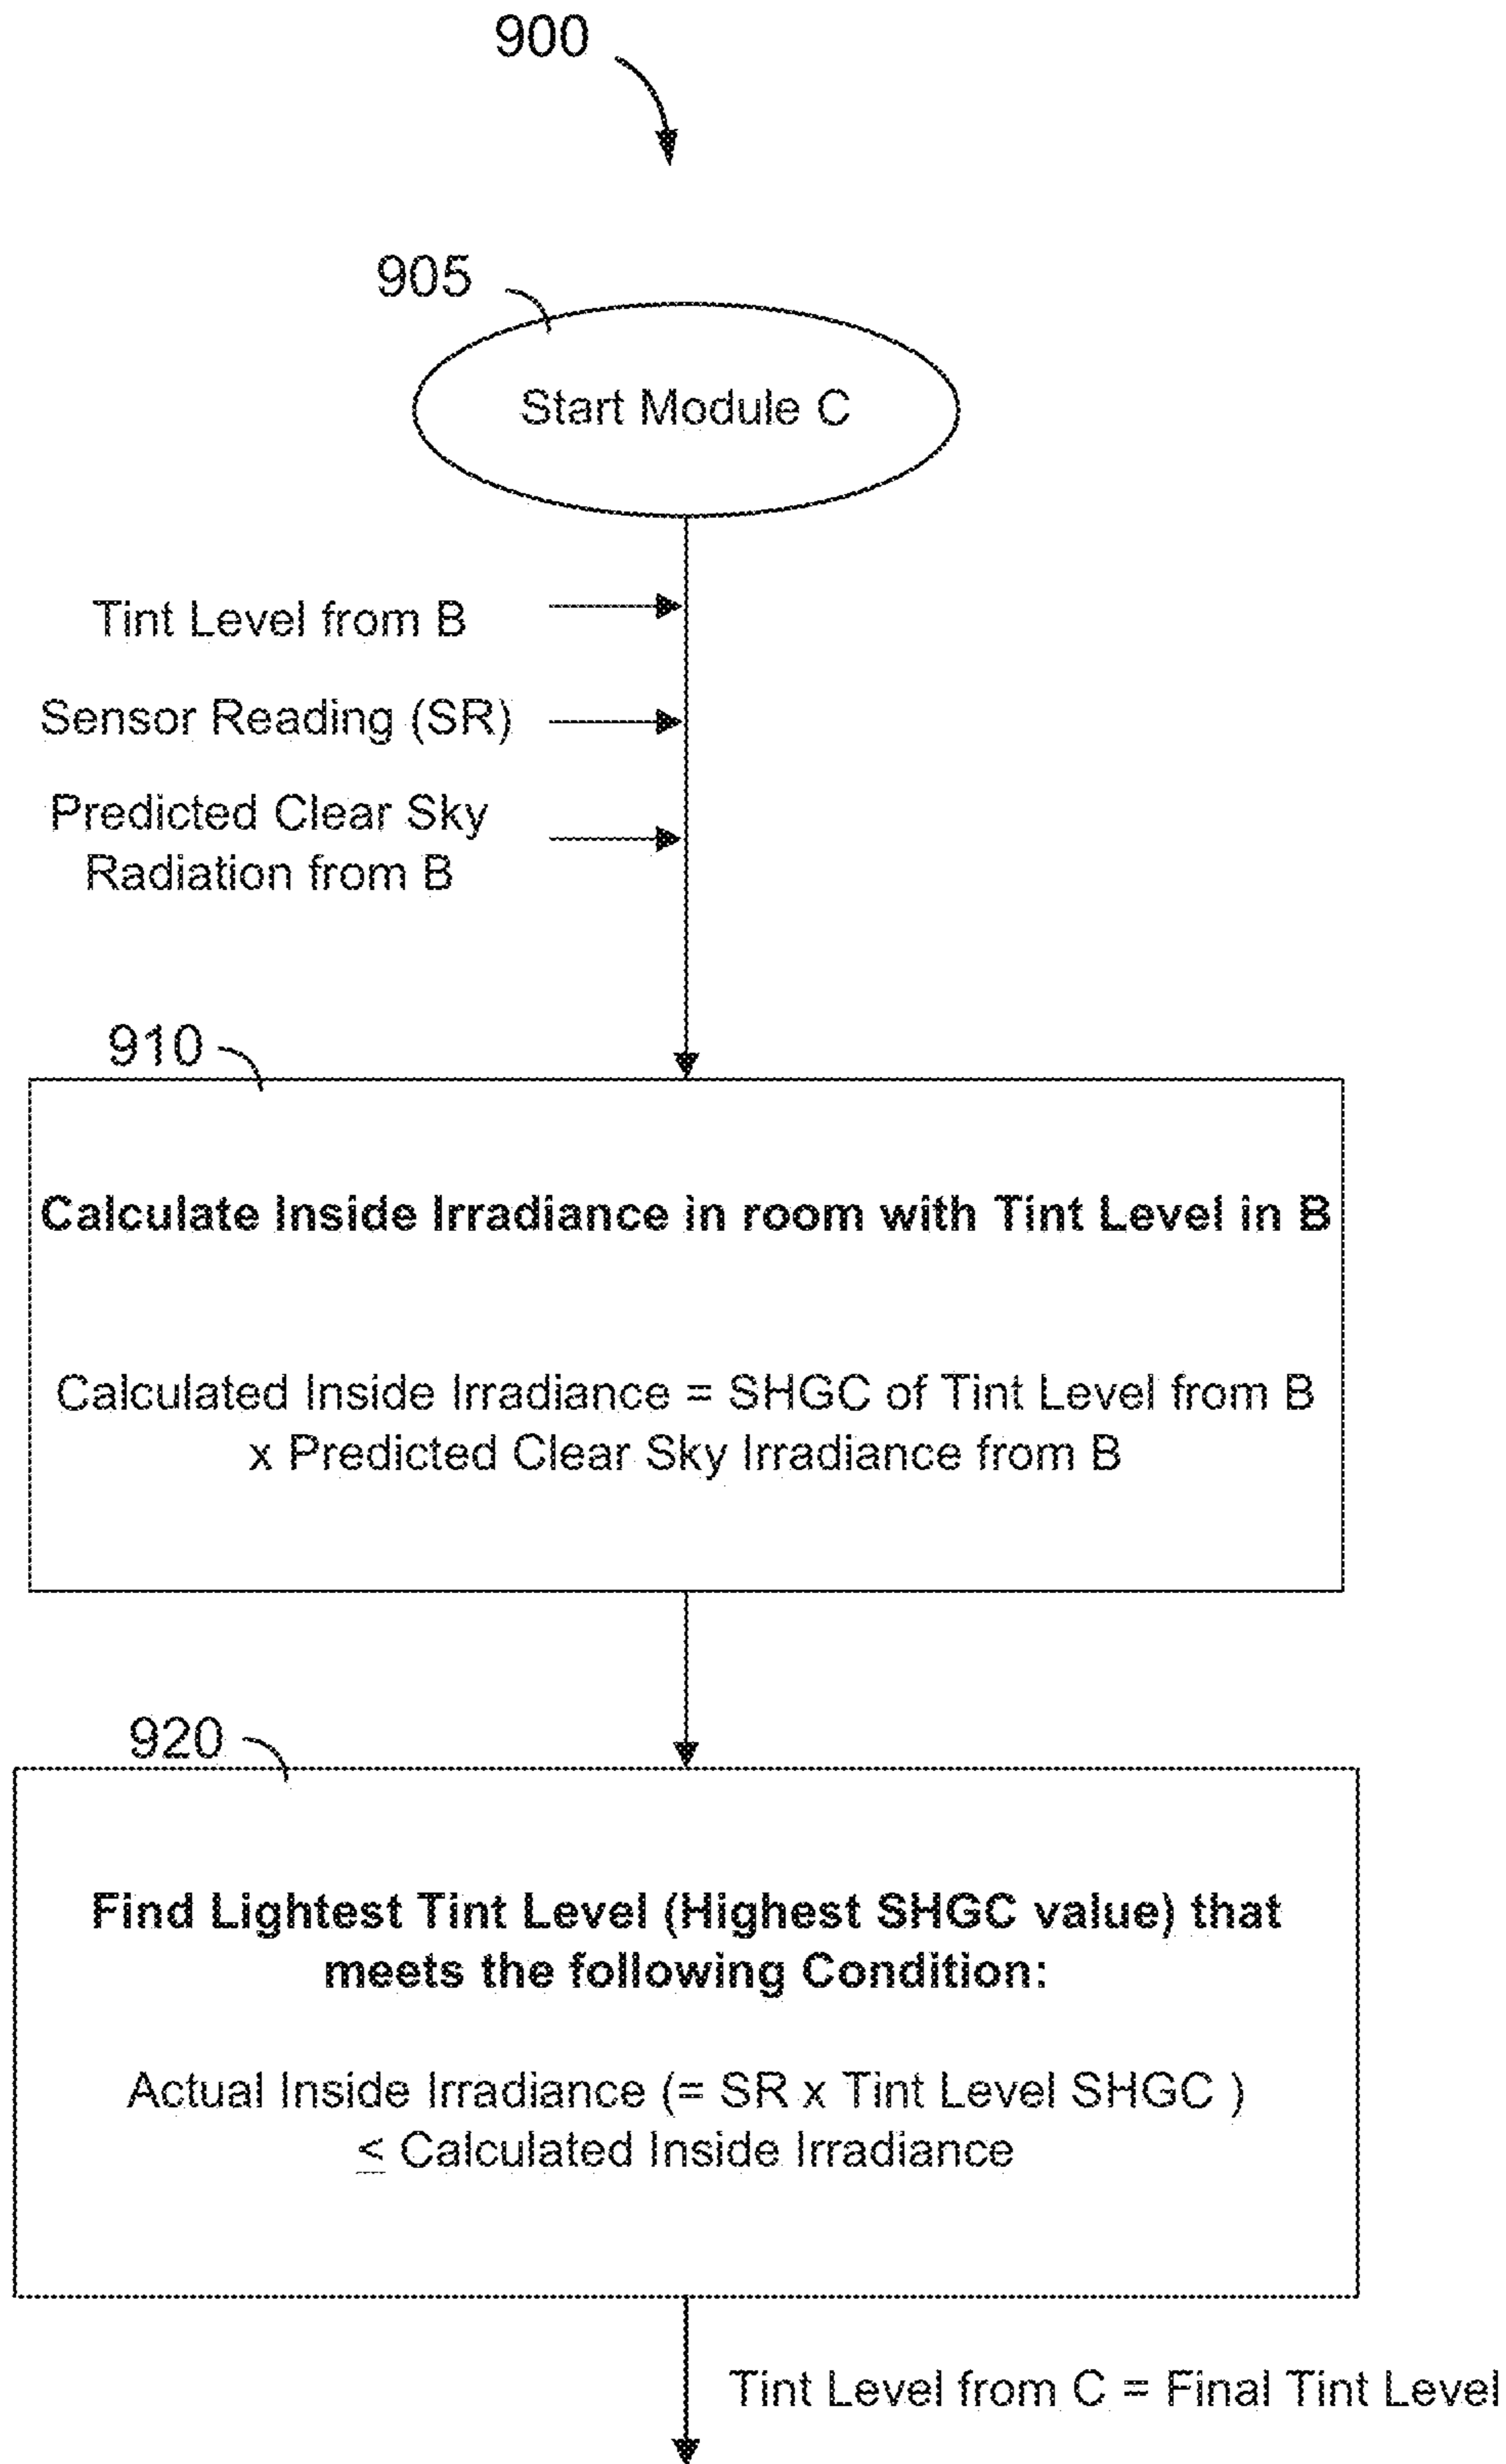 900
905
Start Module C
Tint Level from B
Sensor Reading (SR)
Predicted Clear Sky
Radiation from B
910
Calculate Inside Irradiance in room with Tint Level in B
Calculated Inside Irradiance = SHGC of Tint Level from B
x Predicted Clear Sky Irradiance from B
920
Find Lightest Tint Level (Highest SHGC value) that
meets the following Condition:
Actual Inside Irradiance (= SR x Tint Level SHGC )
≤ Calculated Inside Irradiance
Tint Level from C = Final Tint Level